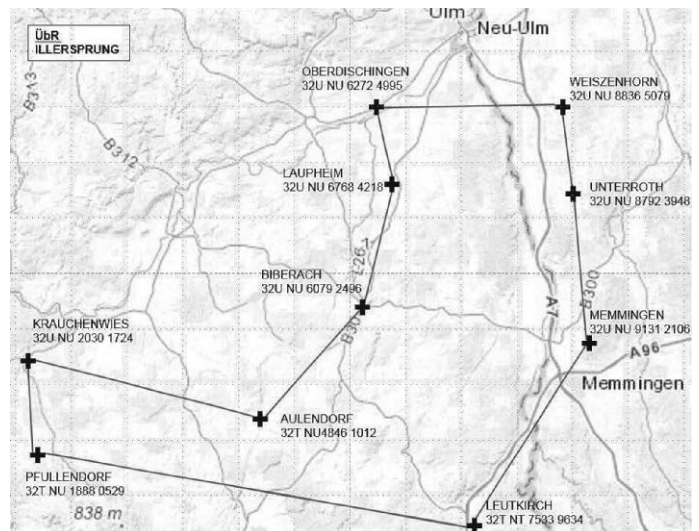 ÜbR
ILLERSPRUNG
Ulm
Neu-Ulm
OBERDISCHINGEN
32U NU 6272 4995
WEISZENHORN
32U NU 8836 5079
B313
B312
LAUPHEIM
32U NU 6768 4218
UNTERROTH
32U NU 8792 3948
L267
BIBERACH
32U NU 6079 2496
B30
A7
B300
KRAUCHENWIES
32U NU 2030 1724
MEMMINGEN
32U NU 9131 2106
A96
Memmingen
AULENDORF
32T NU4846 1012
PFULLENDORF
32T NU 1888 0529
838 m
LEUTKIRCH
32T NT 7533 9634